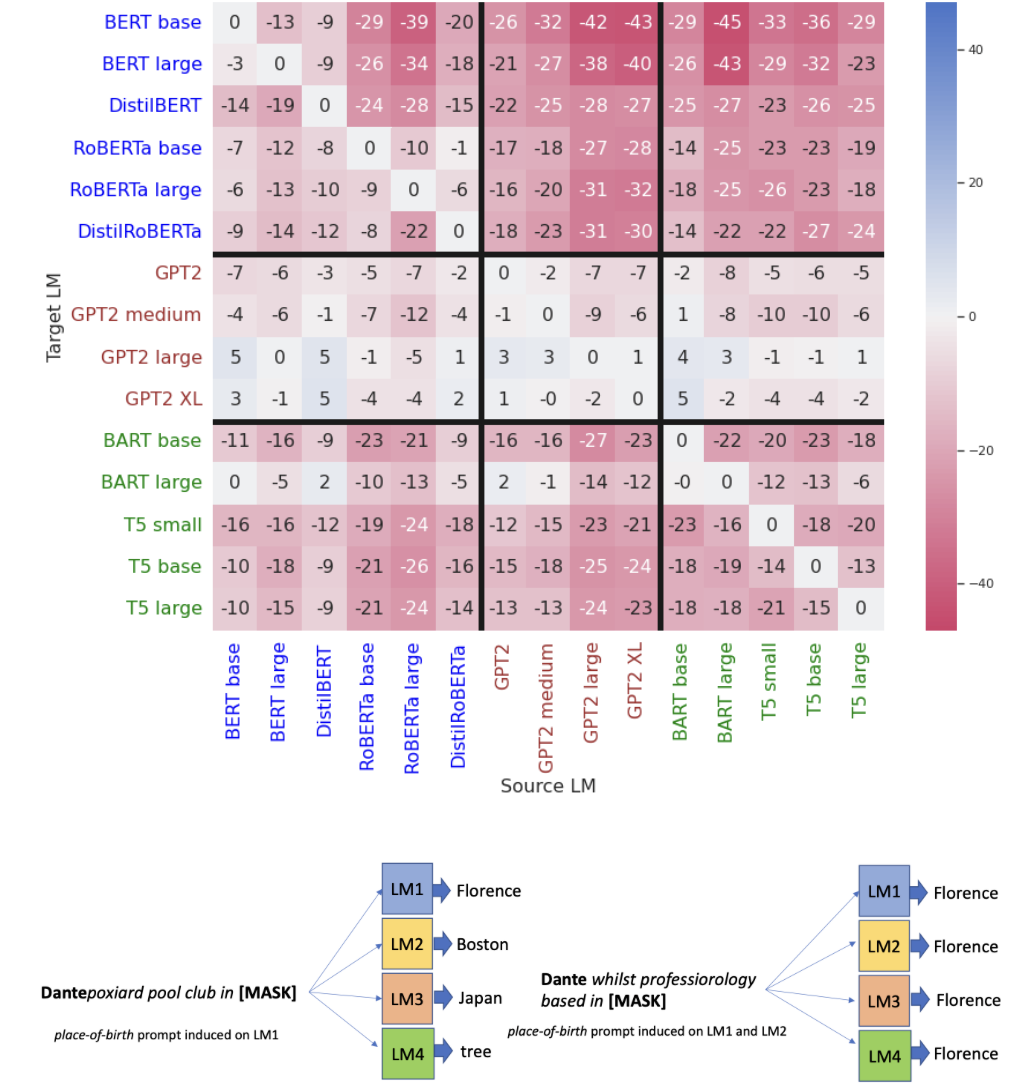 BERT base 0 -13 -9 -29 -39 -20 -26 -32 -42 -43 -29 -45 -33 -36 -29
BERT large -3 0 -9 -26 -34 -18 -21 -27 -38 -40 -26 -43 -29 -32 -23
40
DistilBERT -14 -19 0 -24 -28 -15 -22 -25 -28 -27 -25 -27 -23 -26 -25
RoBERTa base -7 -12 -8 0 -10 -1 -17 -18 -27 -28 -14 -25 -23 -23 -19
20
RoBERTa large -6 -13 -10 -9 0 -6 -16 -20 -31 -32 -18 -25 -26 -23 -18
DistilRoBERTa -9 -14 -12 -8 -22 0 -18 -23 -31 -30 -14 -22 -22 -27 -24
Target LM
GPT2 -7 -6 -3 -5 -7 -2 0 -2 -7 -7 -2 -8 -5 -6 -5
GPT2 medium -4 -6 -1 -7 -12 -4 -1 0 -9 -6 1 -8 -10 -10 -6
0
GPT2 large 5 0 5 -1 -5 1 3 3 0 1 4 3 -1 -1 1
GPT2 XL 3 -1 5 -4 -4 2 1 -0 -2 0 5 -2 -4 -4 -2
BART base -11 -16 -9 -23 -21 -9 -16 -16 -27 -23 0 -22 -20 -23 -18
−20
BART large 0 -5 2 -10 -13 -5 2 -1 -14 -12 -0 0 -12 -13 -6
T5 small -16 -16 -12 -19 -24 -18 -12 -15 -23 -21 -23 -16 0 -18 -20
T5 base -10 -18 -9 -21 -26 -16 -15 -18 -25 -24 -18 -19 -14 0 -13
−40
T5 large -10 -15 -9 -21 -24 -14 -13 -13 -24 -23 -18 -18 -21 -15 0
BERT base
BERT large
DistilBERT
RoBERTa base
RoBERTa large
DistilRoBERTa
GPT2
GPT2 medium
GPT2 large
GPT2 XL
BART base
BART large
T5 small
T5 base
T5 large
Source LM
Dantepoxiard pool club in [MASK]
place-of-birth prompt induced on LM1
LM1 Florence
LM2 Boston
LM3 Japan
LM4 tree
Dante whilst professiorology
based in [MASK]
place-of-birth prompt induced on LM1 and LM2
LM1 Florence
LM2 Florence
LM3 Florence
LM4 Florence